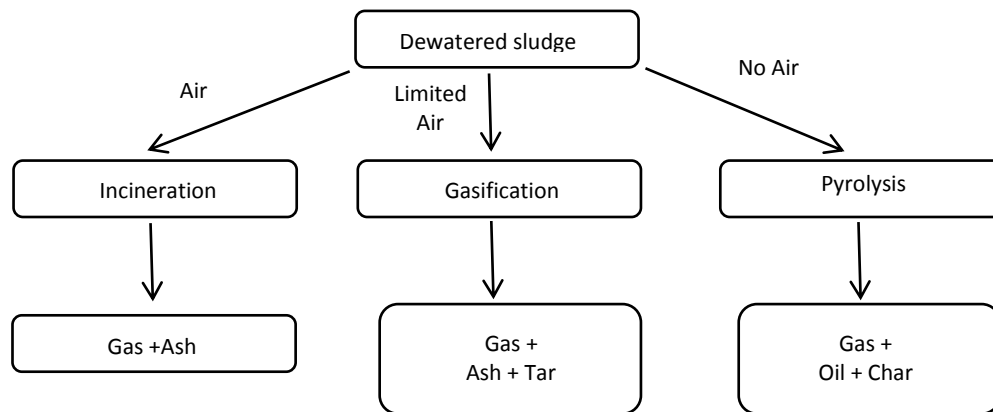 Dewatered sludge
Air
Limited
Air
No Air
Incineration
Gasification
Pyrolysis
Gas +Ash
Gas +
Ash + Tar
Gas +
Oil + Char